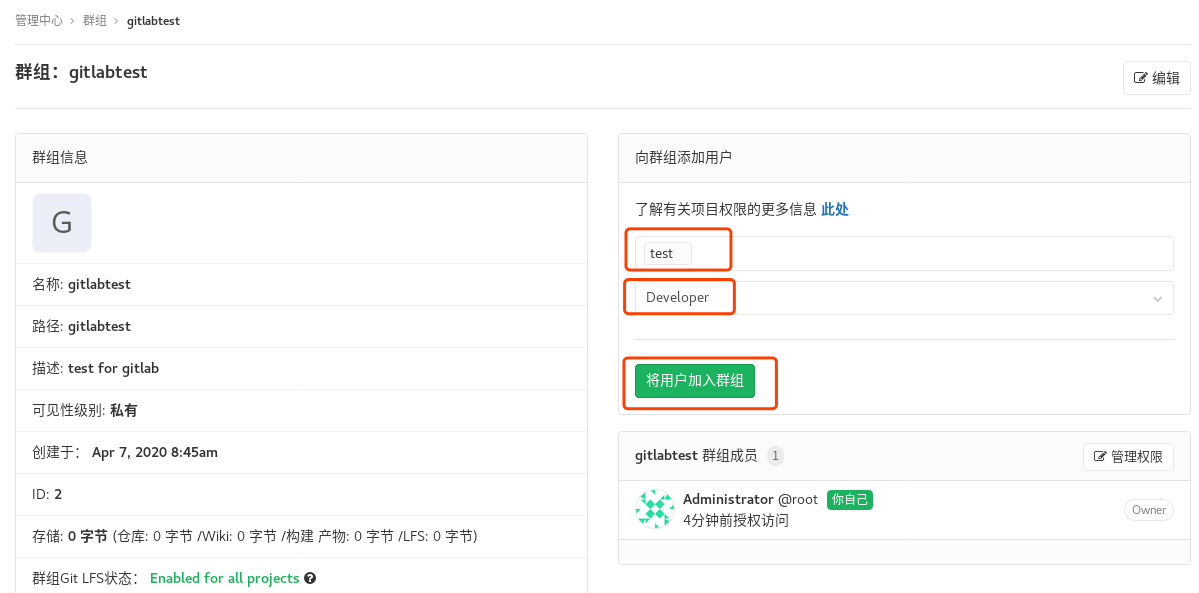 管理中心 › 群组 › gitlabtest
群组：gitlabtest
编辑
群组信息
G
名称: gitlabtest
路径: gitlabtest
描述: test for gitlab
可见性级别: 私有
创建于： Apr 7, 2020 8:45am
ID: 2
存储: 0 字节 (仓库: 0 字节 /Wiki: 0 字节 /构建 产物: 0 字节 /LFS: 0 字节)
群组Git LFS状态： Enabled for all projects ?
向群组添加用户
了解有关项目权限的更多信息 此处
test
Developer
将用户加入群组
gitlabtest 群组成员 1
管理权限
Administrator @root 你自己
4分钟前授权访问
Owner